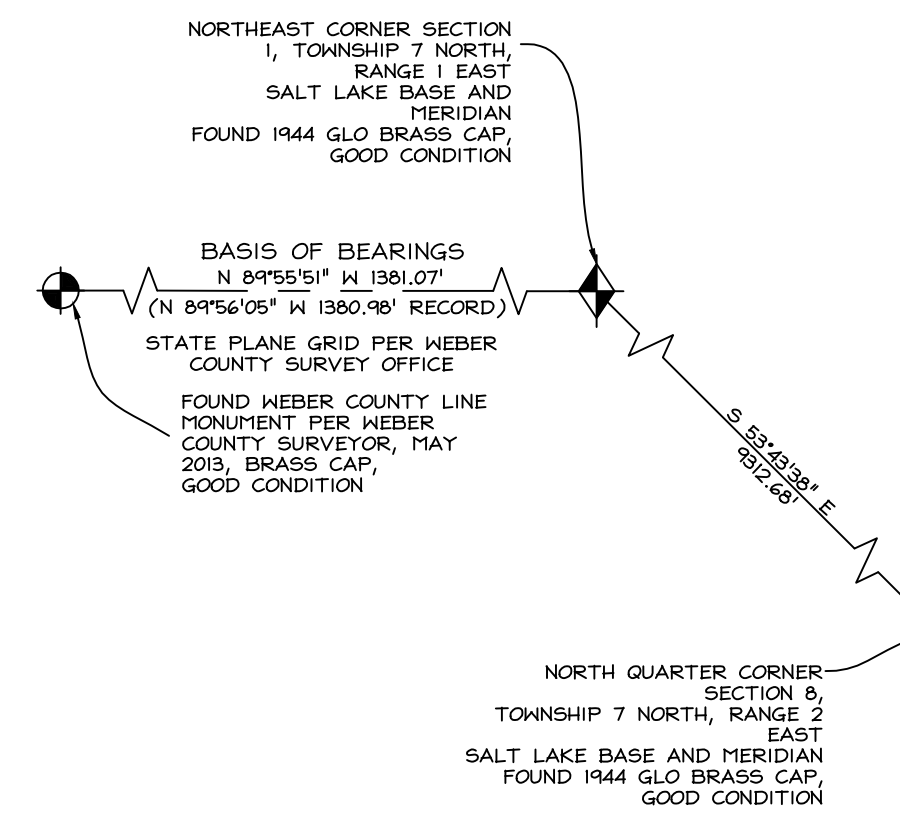 NORTHEAST CORNER SECTION
1, TOWNSHIP 7 NORTH,
RANGE 1 EAST
SALT LAKE BASE AND
MERIDIAN
FOUND 1944 GLO BRASS CAP,
GOOD CONDITION
BASIS OF BEARINGS
N 89°55'51" W 1381.07'
(N 89°56'05" W 1380.98' RECORD)
STATE PLANE GRID PER WEBER
COUNTY SURVEY OFFICE
FOUND WEBER COUNTY LINE
MONUMENT PER WEBER
COUNTY SURVEYOR, MAY
2013, BRASS CAP,
GOOD CONDITION
S 53°43'38" E
9312.68'
NORTH QUARTER CORNER
SECTION 8,
TOWNSHIP 7 NORTH, RANGE 2
EAST
SALT LAKE BASE AND MERIDIAN
FOUND 1944 GLO BRASS CAP,
GOOD CONDITION